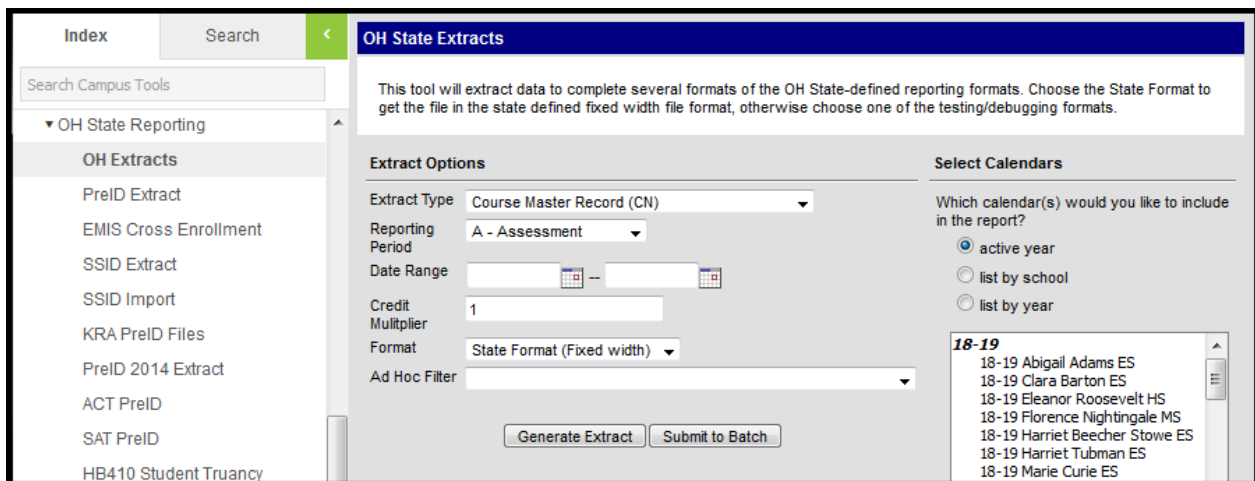 Index
Search
<
Search Campus Tools
▾ OH State Reporting
OH Extracts
PreID Extract
EMIS Cross Enrollment
SSID Extract
SSID Import
KRA PreID Files
PreID 2014 Extract
ACT PreID
SAT PreID
HB410 Student Truancy
OH State Extracts
This tool will extract data to complete several formats of the OH State-defined reporting formats. Choose the State Format to
get the file in the state defined fixed width file format, otherwise choose one of the testing/debugging formats.
Extract Options
Extract Type Course Master Record (CN)
Reporting
Period A - Assessment
Date Range --
Credit
Mulitplier 1
Format State Format (Fixed width)
Ad Hoc Filter
Generate Extract Submit to Batch
Select Calendars
Which calendar(s) would you like to include
in the report?
active year
list by school
list by year
18-19
18-19 Abigail Adams ES
18-19 Clara Barton ES
18-19 Eleanor Roosevelt HS
18-19 Florence Nightingale MS
18-19 Harriet Beecher Stowe ES
18-19 Harriet Tubman ES
18-19 Marie Curie ES